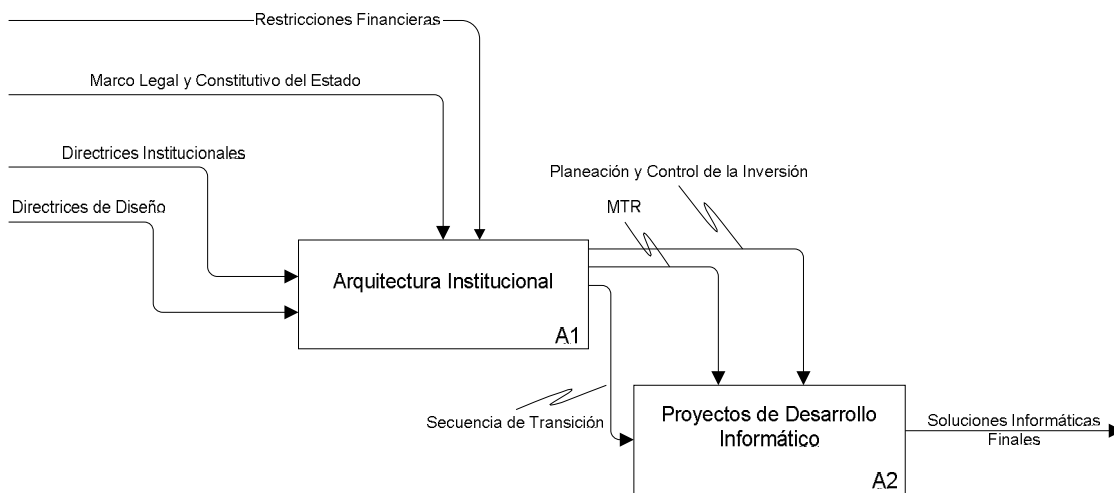 Restricciones Financieras
Marco Legal y Constitutivo del Estado
Directrices Institucionales
Directrices de Diseño
Planeación y Control de la Inversión
MTR
Arquitectura Institucional
A1
Secuencia de Transición
Proyectos de Desarrollo
Informático
A2
Soluciones Informáticas
Finales